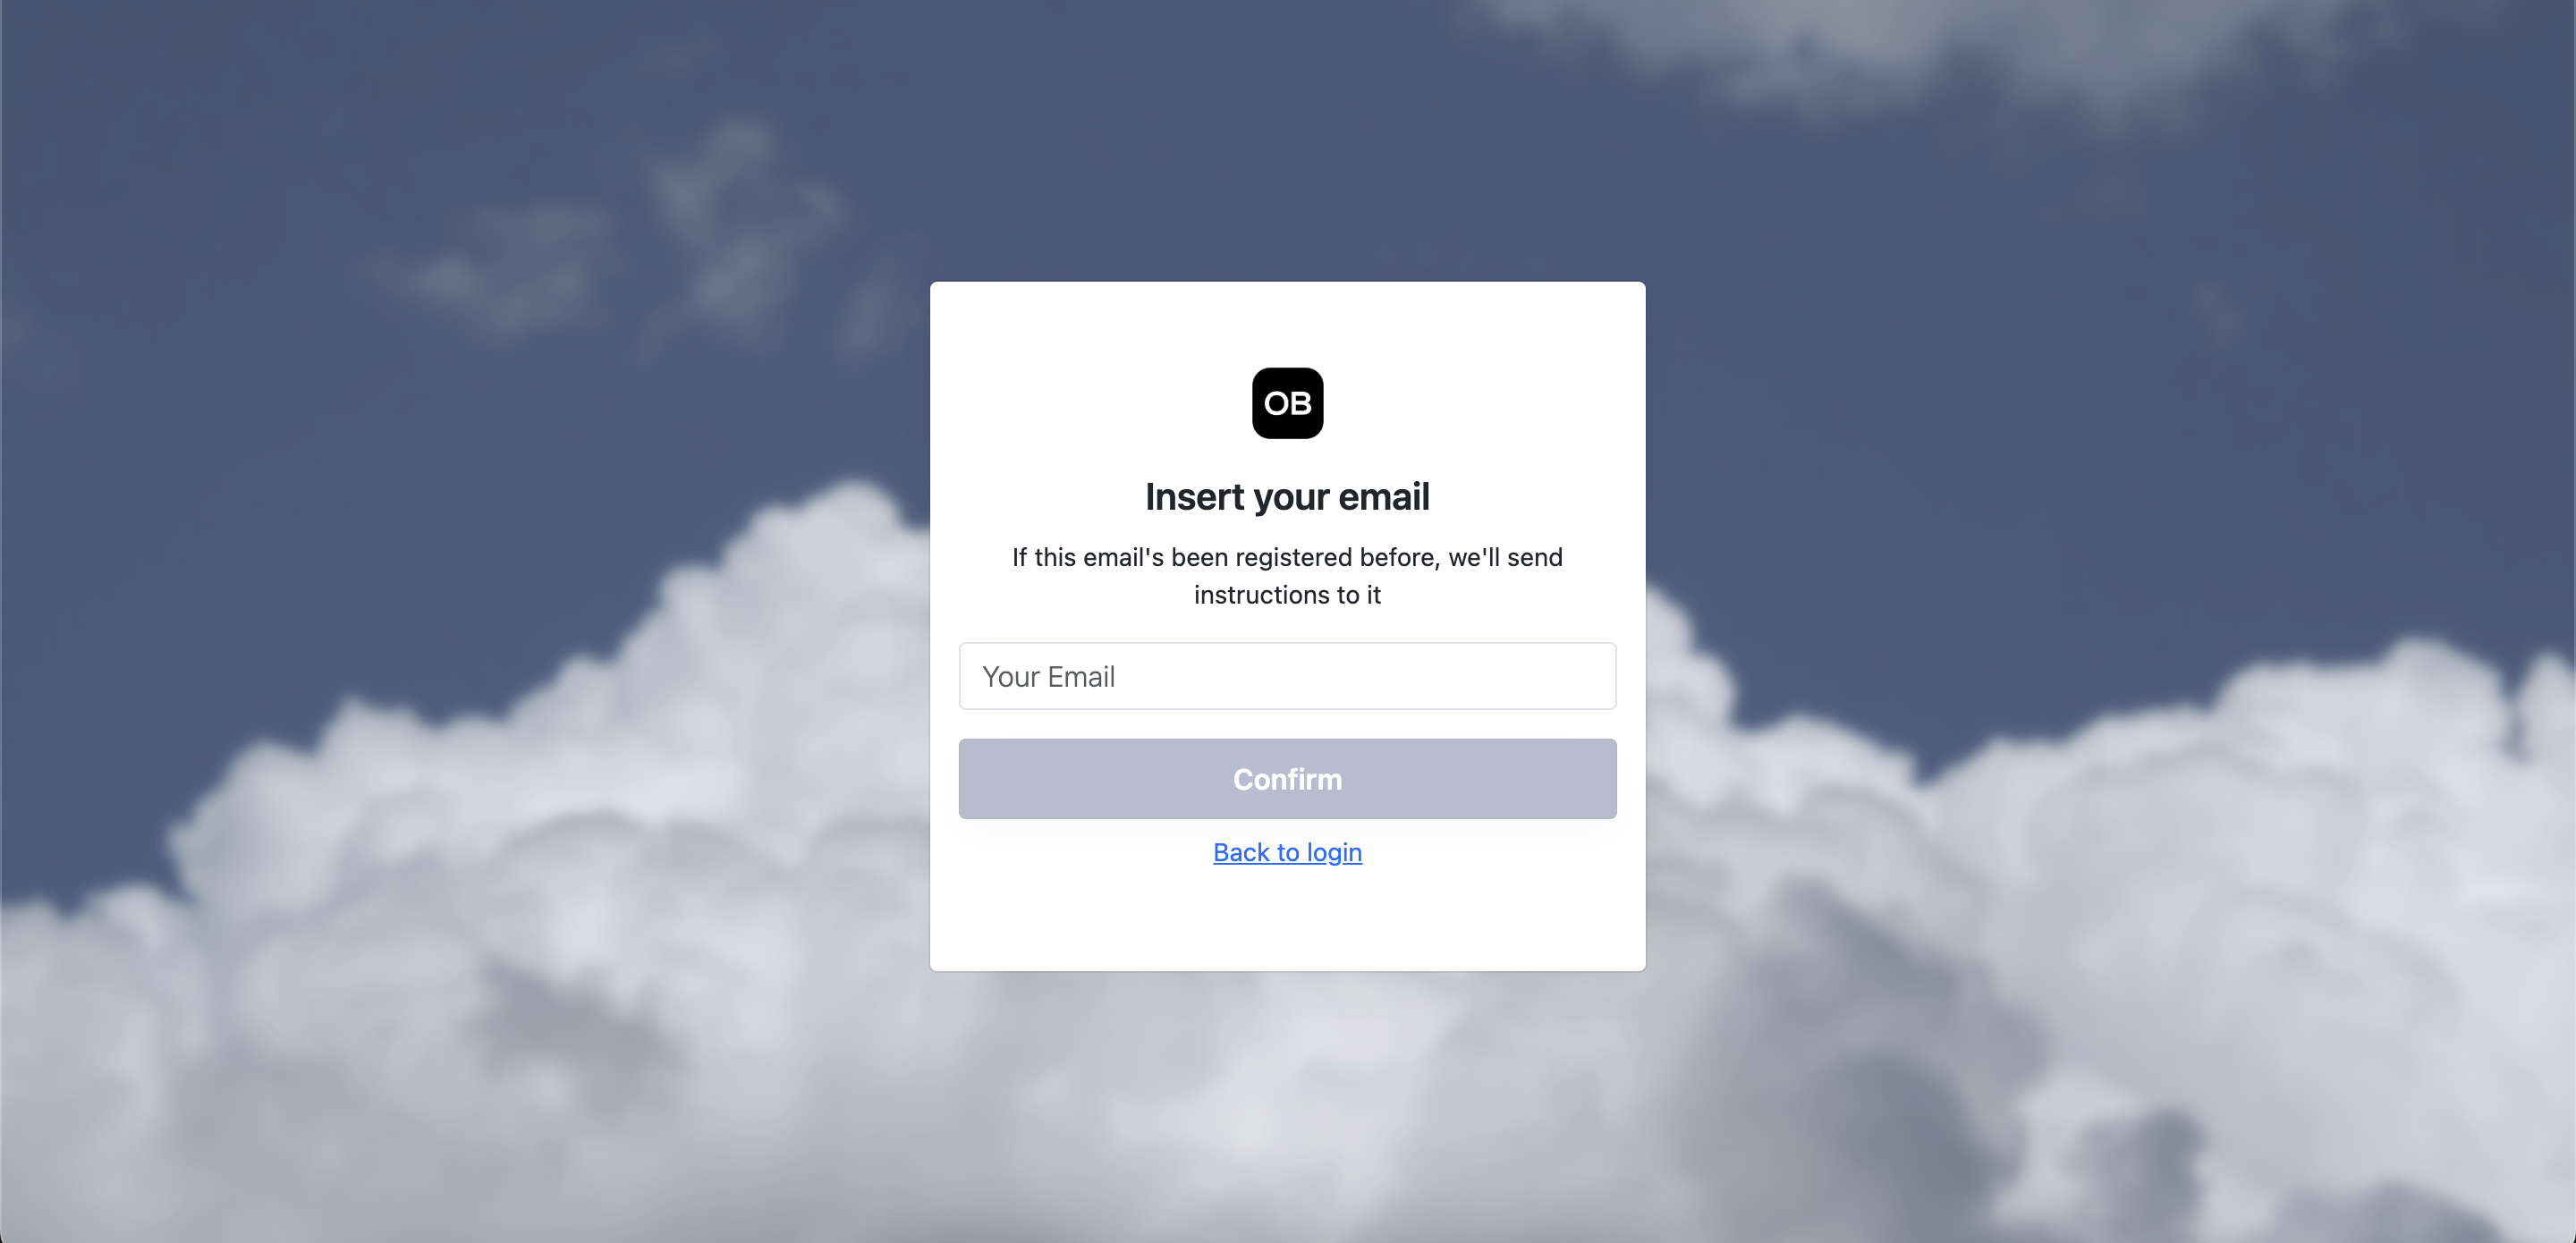 OB
Insert your email
If this email's been registered before, we'll send
instructions to it
Your Email
Confirm
Back to login